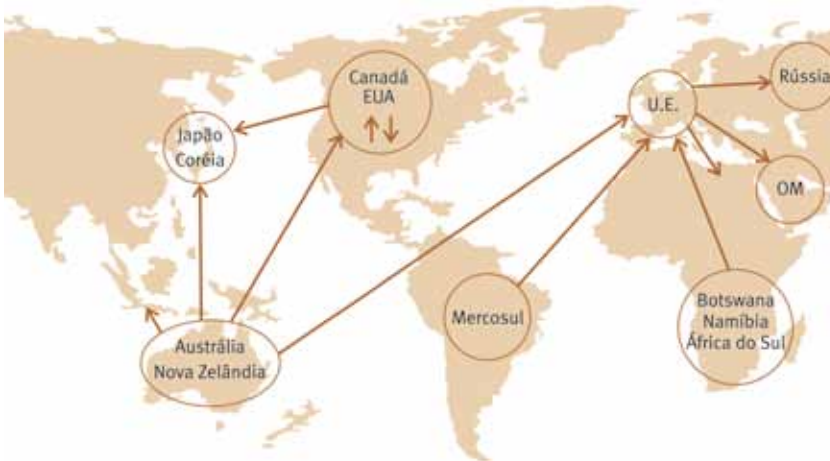 Canadá
EUA
Japão
Coréia
U.E.
Rússia
OM
Mercosul
Botswana
Namíbia
África do Sul
Austrália
Nova Zelândia